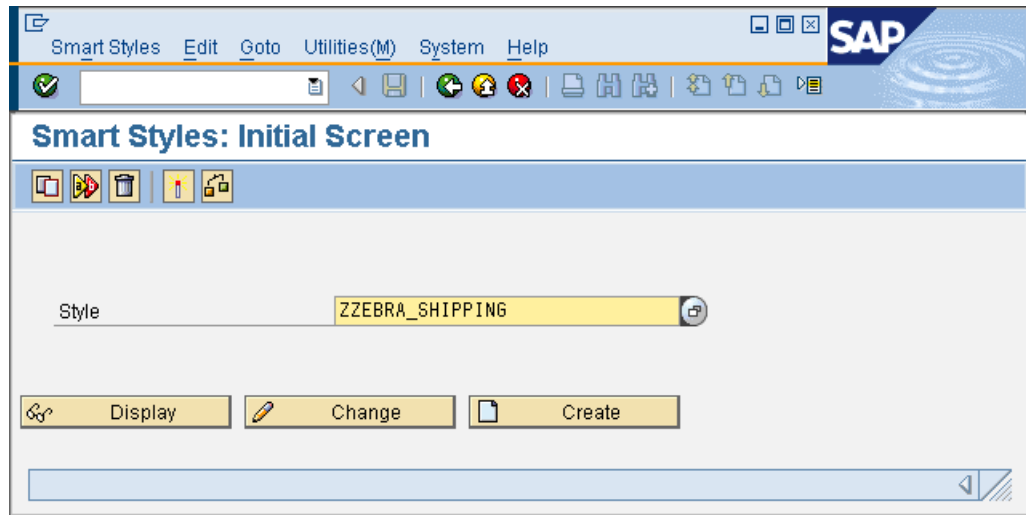 Smart Styles Edit Goto Utilities(M) System Help
SAP
Smart Styles: Initial Screen
Style ZZEBRA_SHIPPING
Display Change Create